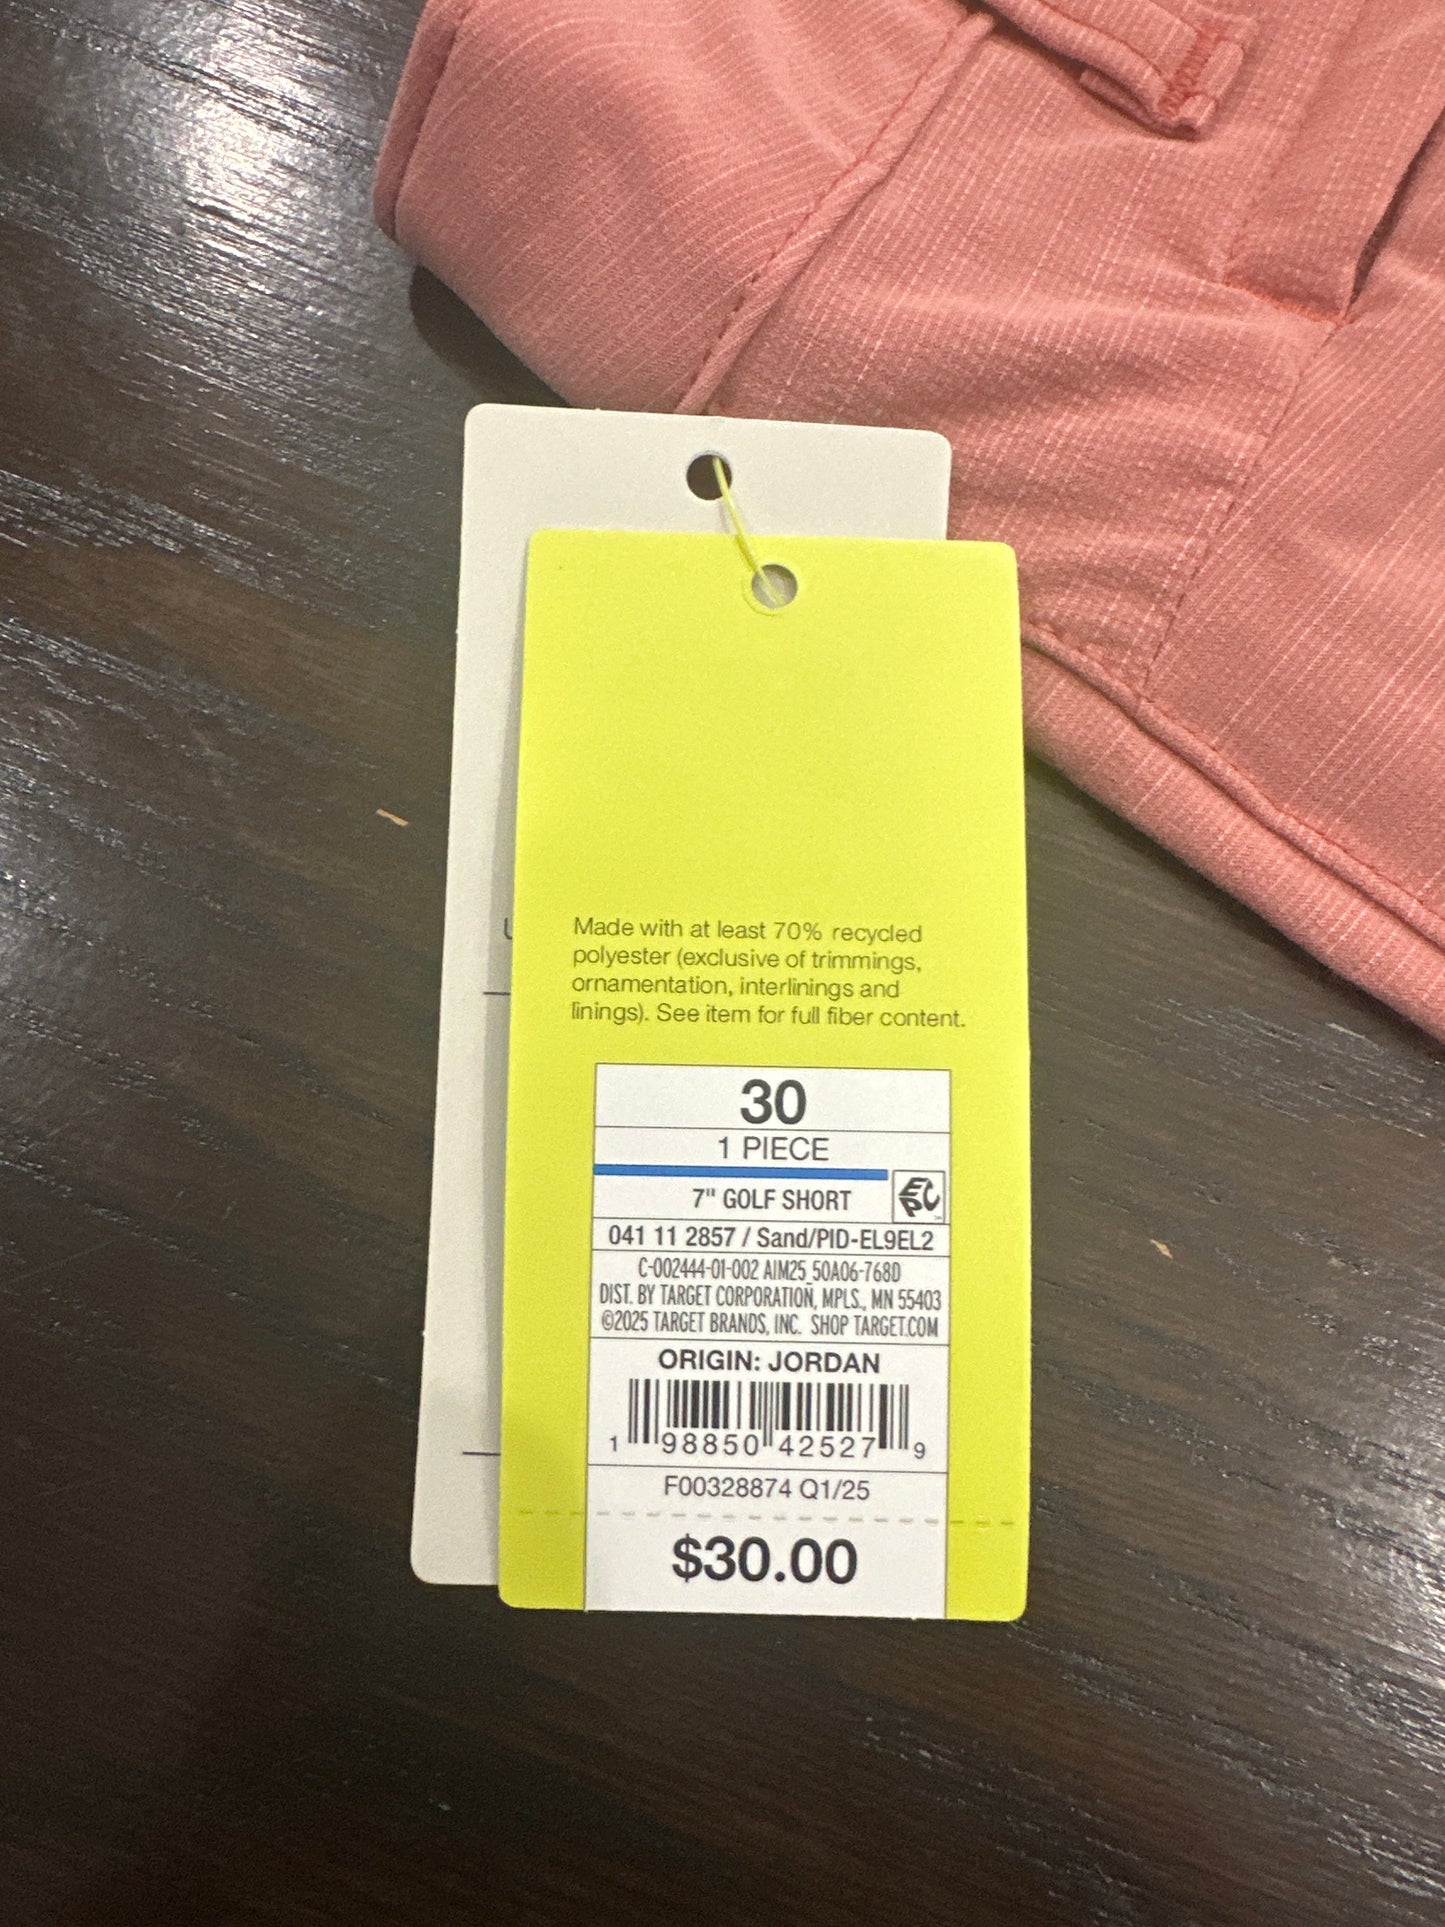 Made with at least 70% recycled
polyester (exclusive of trimmings,
ornamentation, interlinings and
linings). See item for full fiber content.
30
1 PIECE
7" GOLF SHORT
EPC
041 11 2857 / Sand/PID-EL9EL2
C-002444-01-002 AIM25_50A06-768D
DIST. BY TARGET CORPORATION, MPLS., MN 55403
©2025 TARGET BRANDS, INC. SHOP TARGET.COM
ORIGIN: JORDAN
1 98850 42527 9
F00328874 Q1/25
$30.00